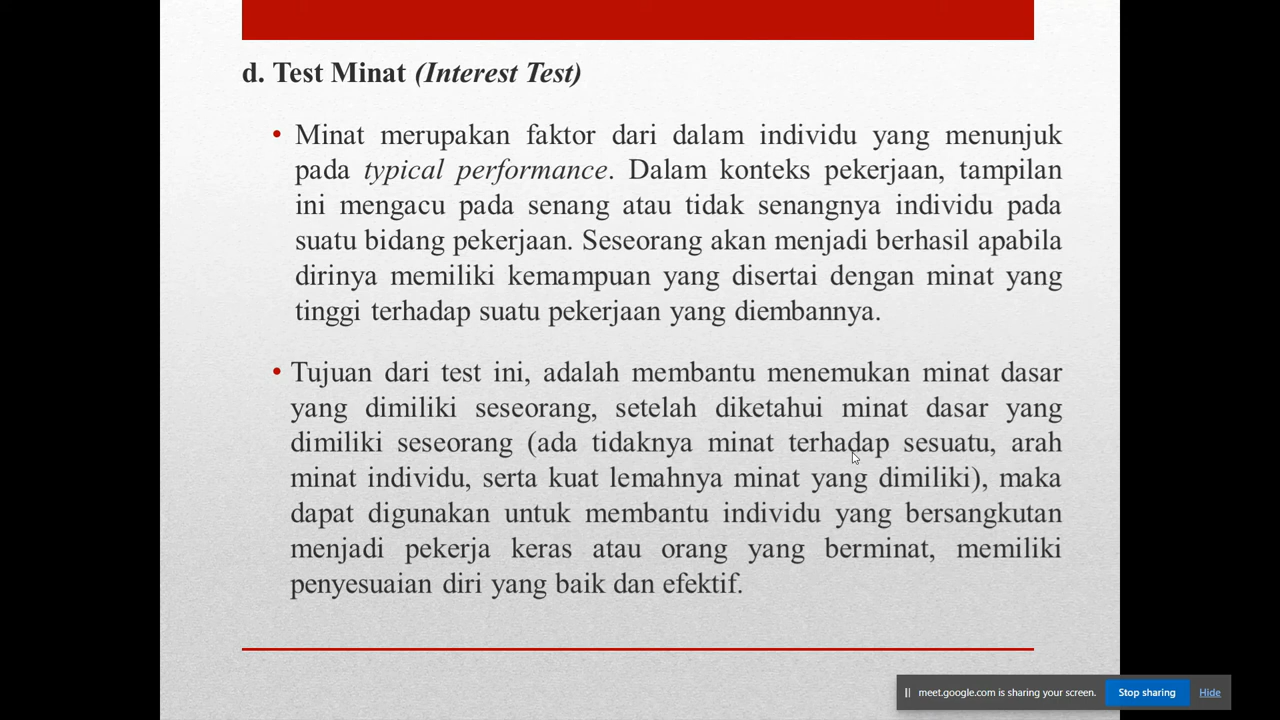 d. Test Minat (Interest Test)
• Minat merupakan faktor dari dalam individu yang menunjuk
pada typical performance. Dalam konteks pekerjaan, tampilan
ini mengacu pada senang atau tidak senangnya individu pada
suatu bidang pekerjaan. Seseorang akan menjadi berhasil apabila
dirinya memiliki kemampuan yang disertai dengan minat yang
tinggi terhadap suatu pekerjaan yang diembannya.
• Tujuan dari test ini, adalah membantu menemukan minat dasar
yang dimiliki seseorang, setelah diketahui minat dasar yang
dimiliki seseorang (ada tidaknya minat terhadap sesuatu, arah
minat individu, serta kuat lemahnya minat yang dimiliki), maka
dapat digunakan untuk membantu individu yang bersangkutan
menjadi pekerja keras atau orang yang berminat, memiliki
penyesuaian diri yang baik dan efektif.
meet.google.com is sharing your screen. Stop sharing Hide